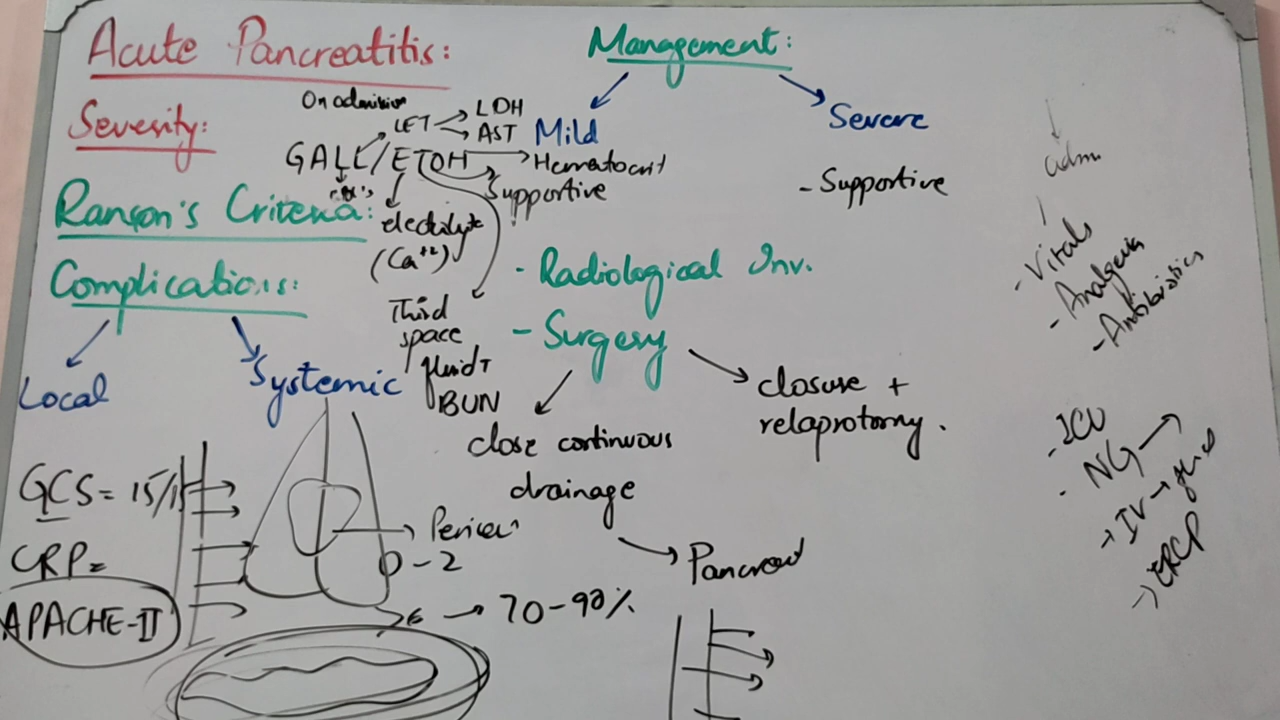 Acute Pancreatitis:
Severity:
On admission
LFT
LDH
AST
GALL/ETOH
Hematocrit
electrolyte
(Ca⁺²)
Third
space
fluid
BUN
Ranson's Criteria:
Complications:
Local
Systemic
GCS = 15/15
CRP =
APACHE-II
0-2
70-90%
Management:
Mild
Supportive
Severe
- Supportive
- Radiological Inv.
- Surgery
close continuous
drainage
closure +
relaprotomy.
adm
- Vitals
- Analgesia
- Antibiotics
- ICU
- NG
IV
ERCP